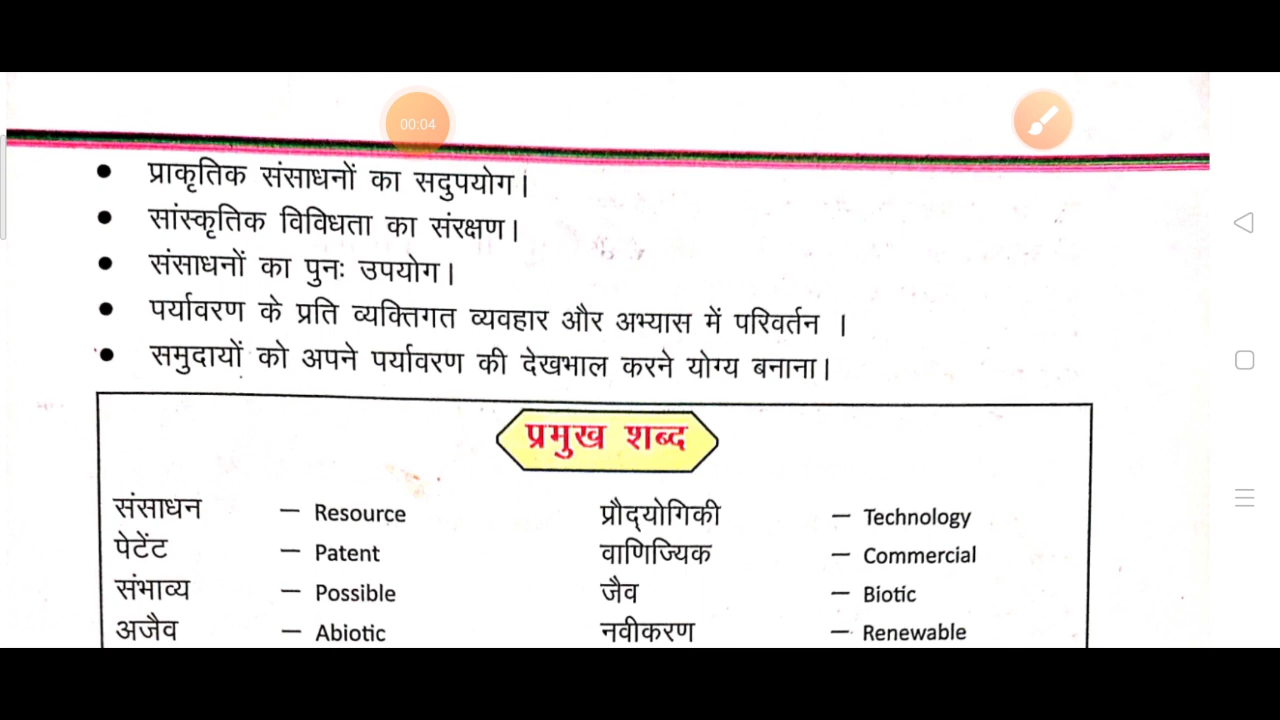 00:04
• प्राकृतिक संसाधनों का सदुपयोग।
• सांस्कृतिक विविधता का संरक्षण।
• संसाधनों का पुनः उपयोग।
• पर्यावरण के प्रति व्यक्तिगत व्यवहार और अभ्यास में परिवर्तन ।
• समुदायों को अपने पर्यावरण की देखभाल करने योग्य बनाना।
प्रमुख शब्द
संसाधन — Resource प्रौद्योगिकी — Technology
पेटेंट — Patent वाणिज्यिक — Commercial
संभाव्य — Possible जैव — Biotic
अजैव — Abiotic नवीकरण — Renewable